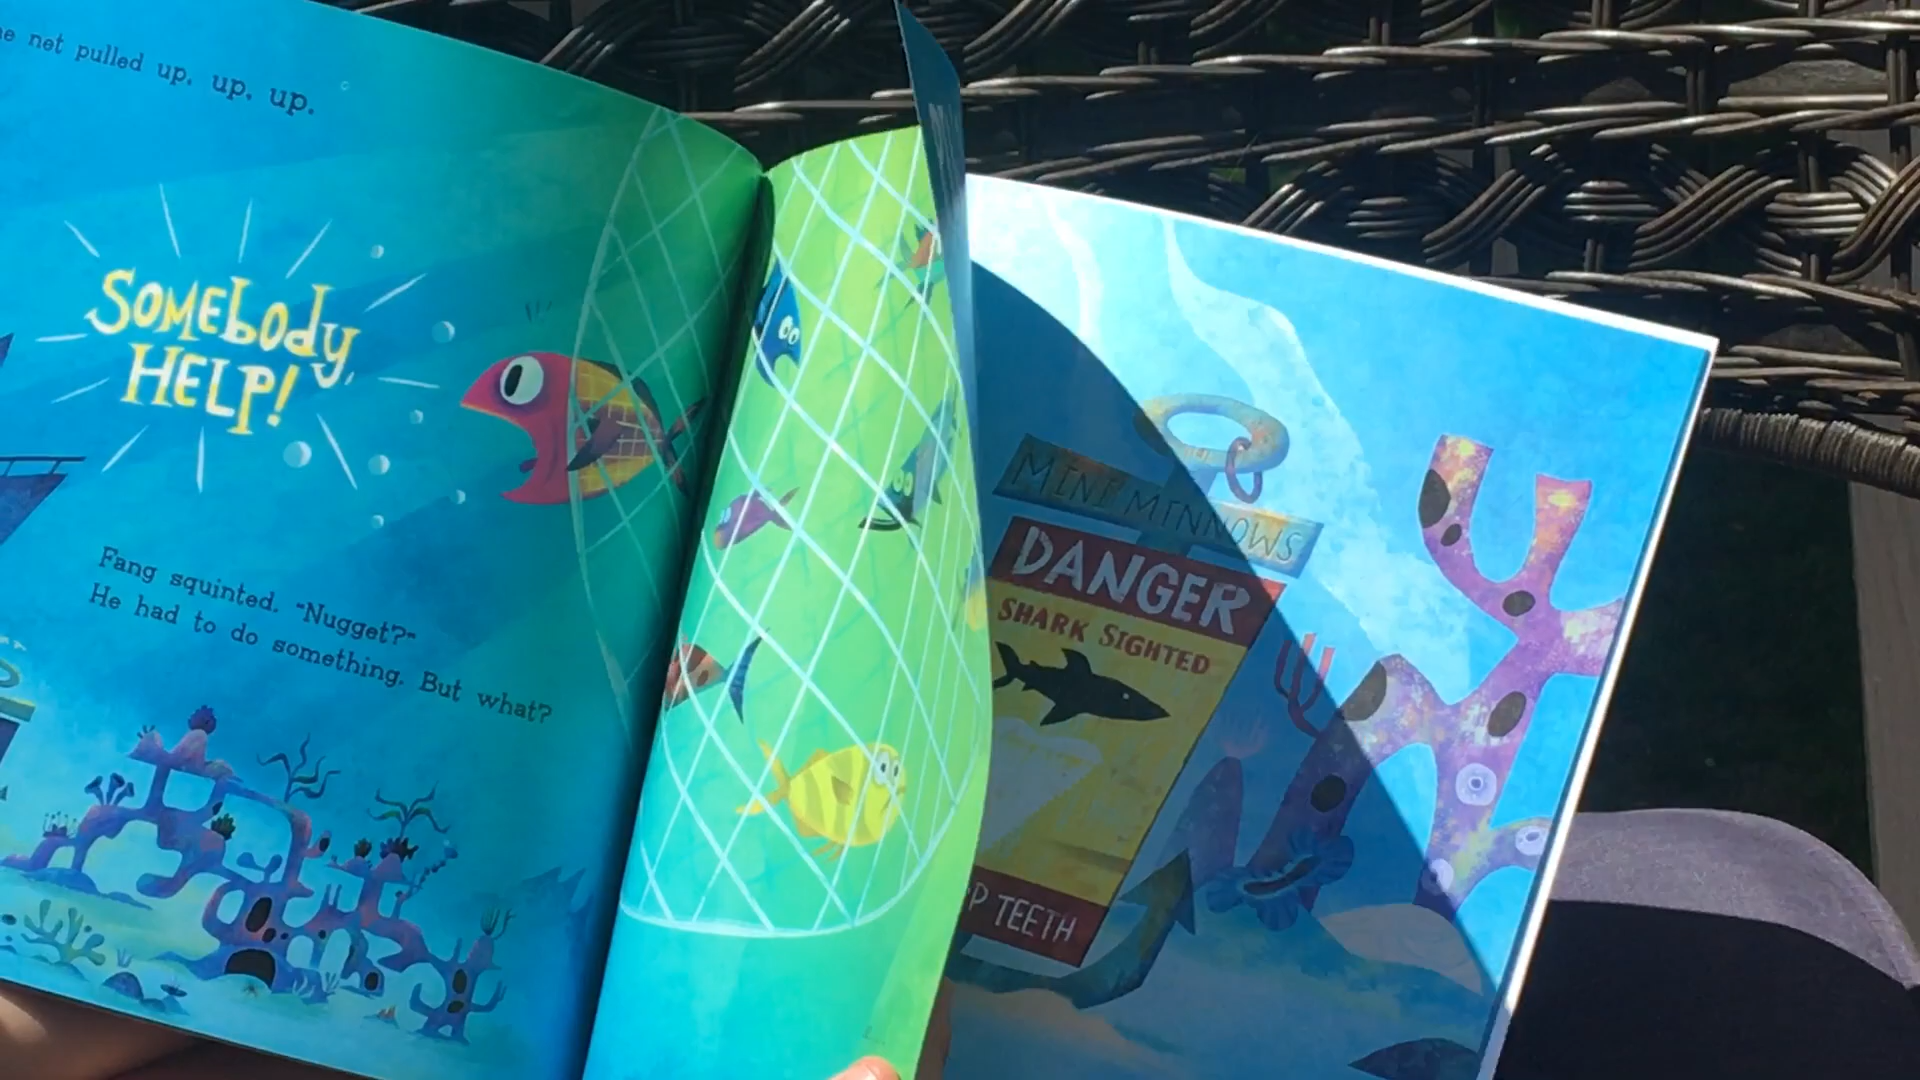 net pulled up, up, up.
SOMEBODY,
HELP!
Fang squinted. "Nugget?"
He had to do something. But what?
MINI MINNOWS
DANGER
SHARK SIGHTED
TEETH